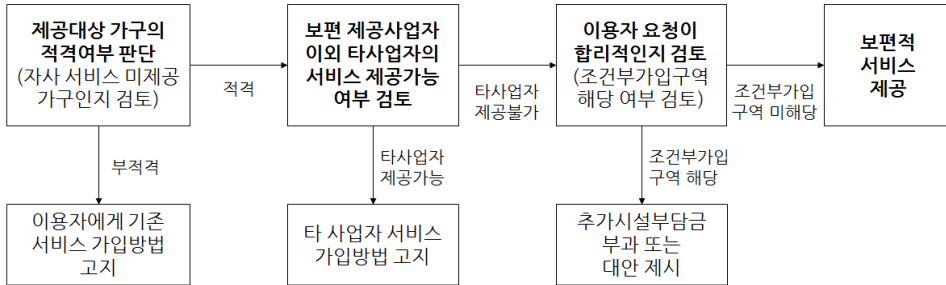 제공대상 가구의
적격여부 판단
(자사 서비스 미제공
가구인지 검토)
적격
보편 제공사업자
이외 타사업자의
서비스 제공가능
여부 검토
타사업자
제공불가
이용자 요청이
합리적인지 검토
(조건부가입구역
해당 여부 검토)
조건부가입
구역 미해당
보편적
서비스
제공
부적격
타사업자
제공가능
조건부가입
구역 해당
이용자에게 기존
서비스 가입방법
고지
타 사업자 서비스
가입방법 고지
추가시설부담금
부과 또는
대안 제시